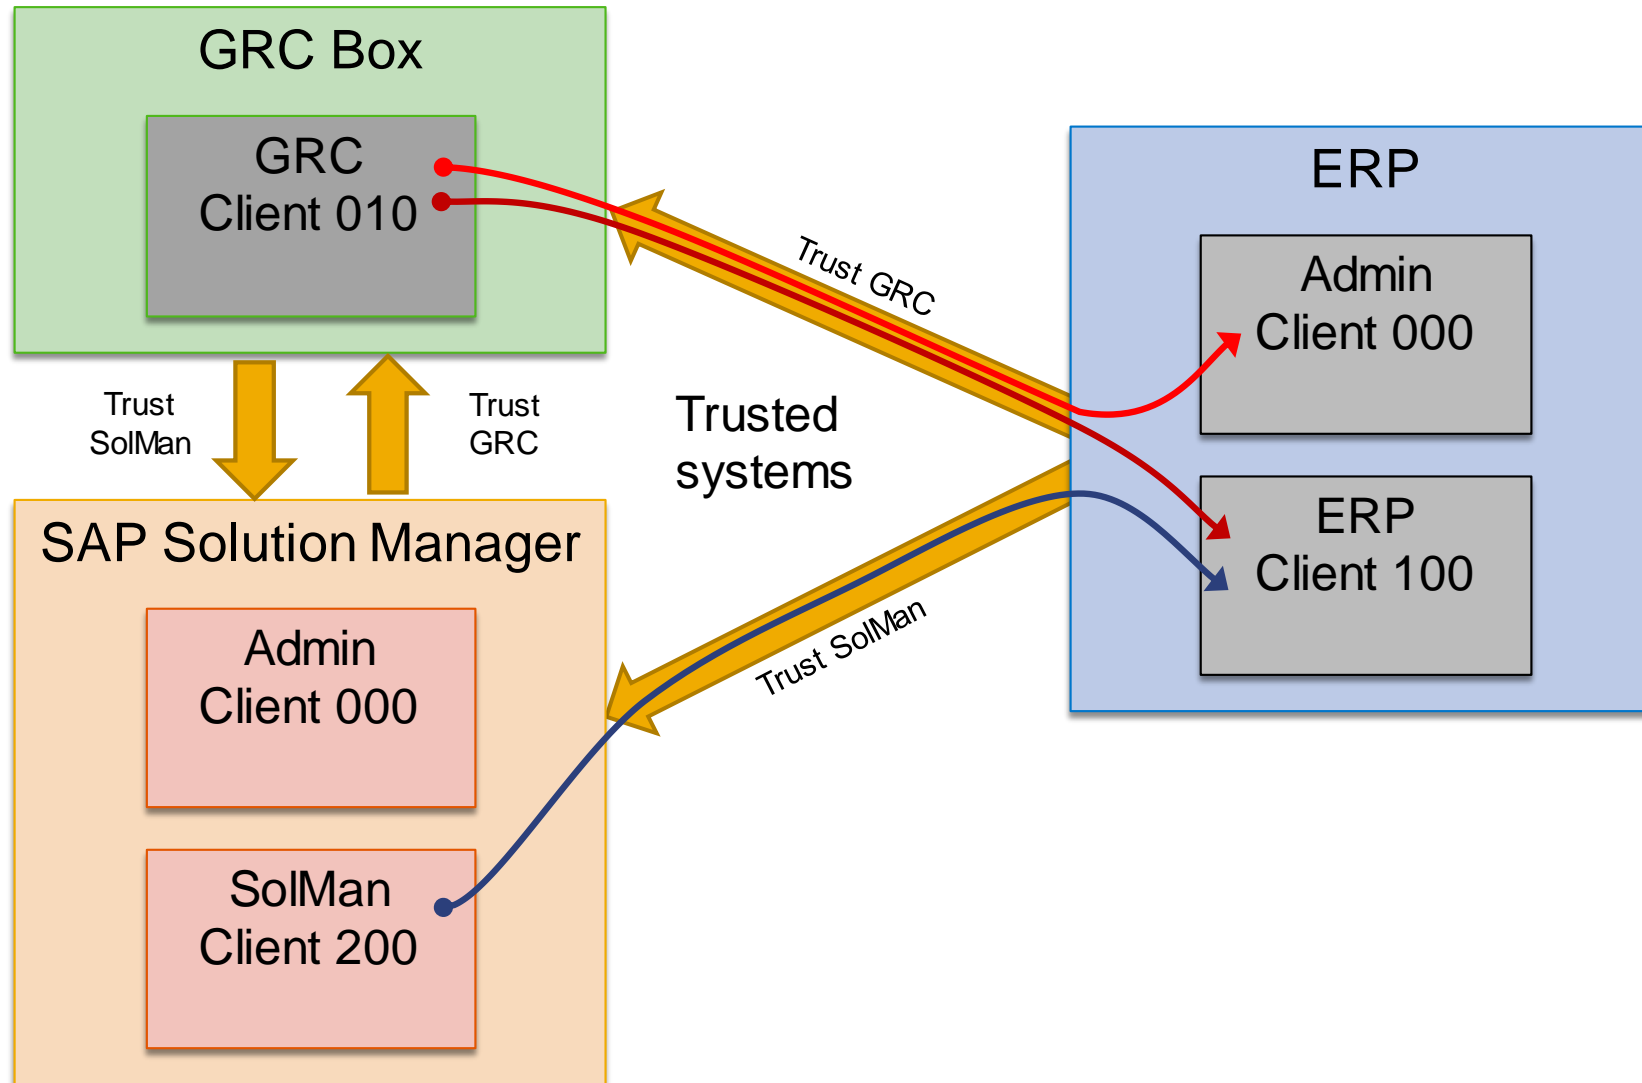 GRC Box
GRC
Client 010
Trust
SolMan
Trust
GRC
SAP Solution Manager
Admin
Client 000
SolMan
Client 200
Trust GRC
Trusted
systems
Trust SolMan
ERP
Admin
Client 000
ERP
Client 100